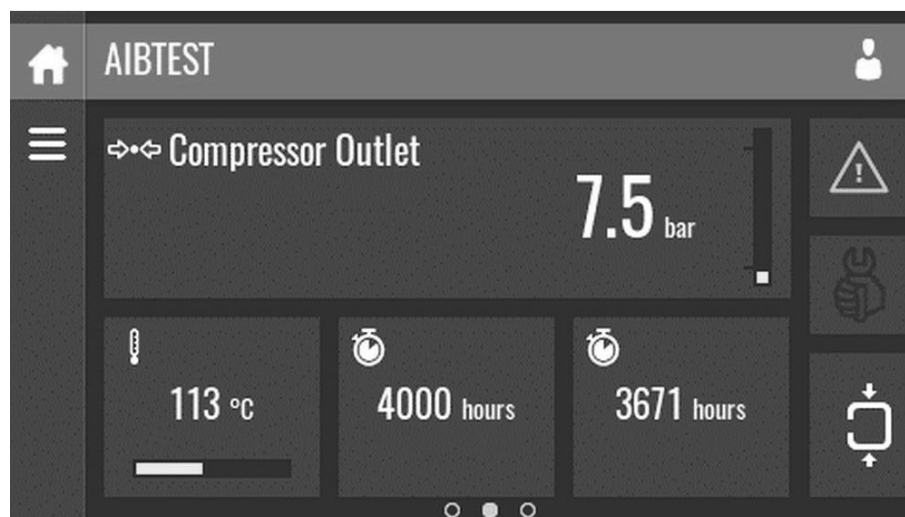 AIBTEST
Compressor Outlet
7.5 bar
113 °C
4000 hours
3671 hours